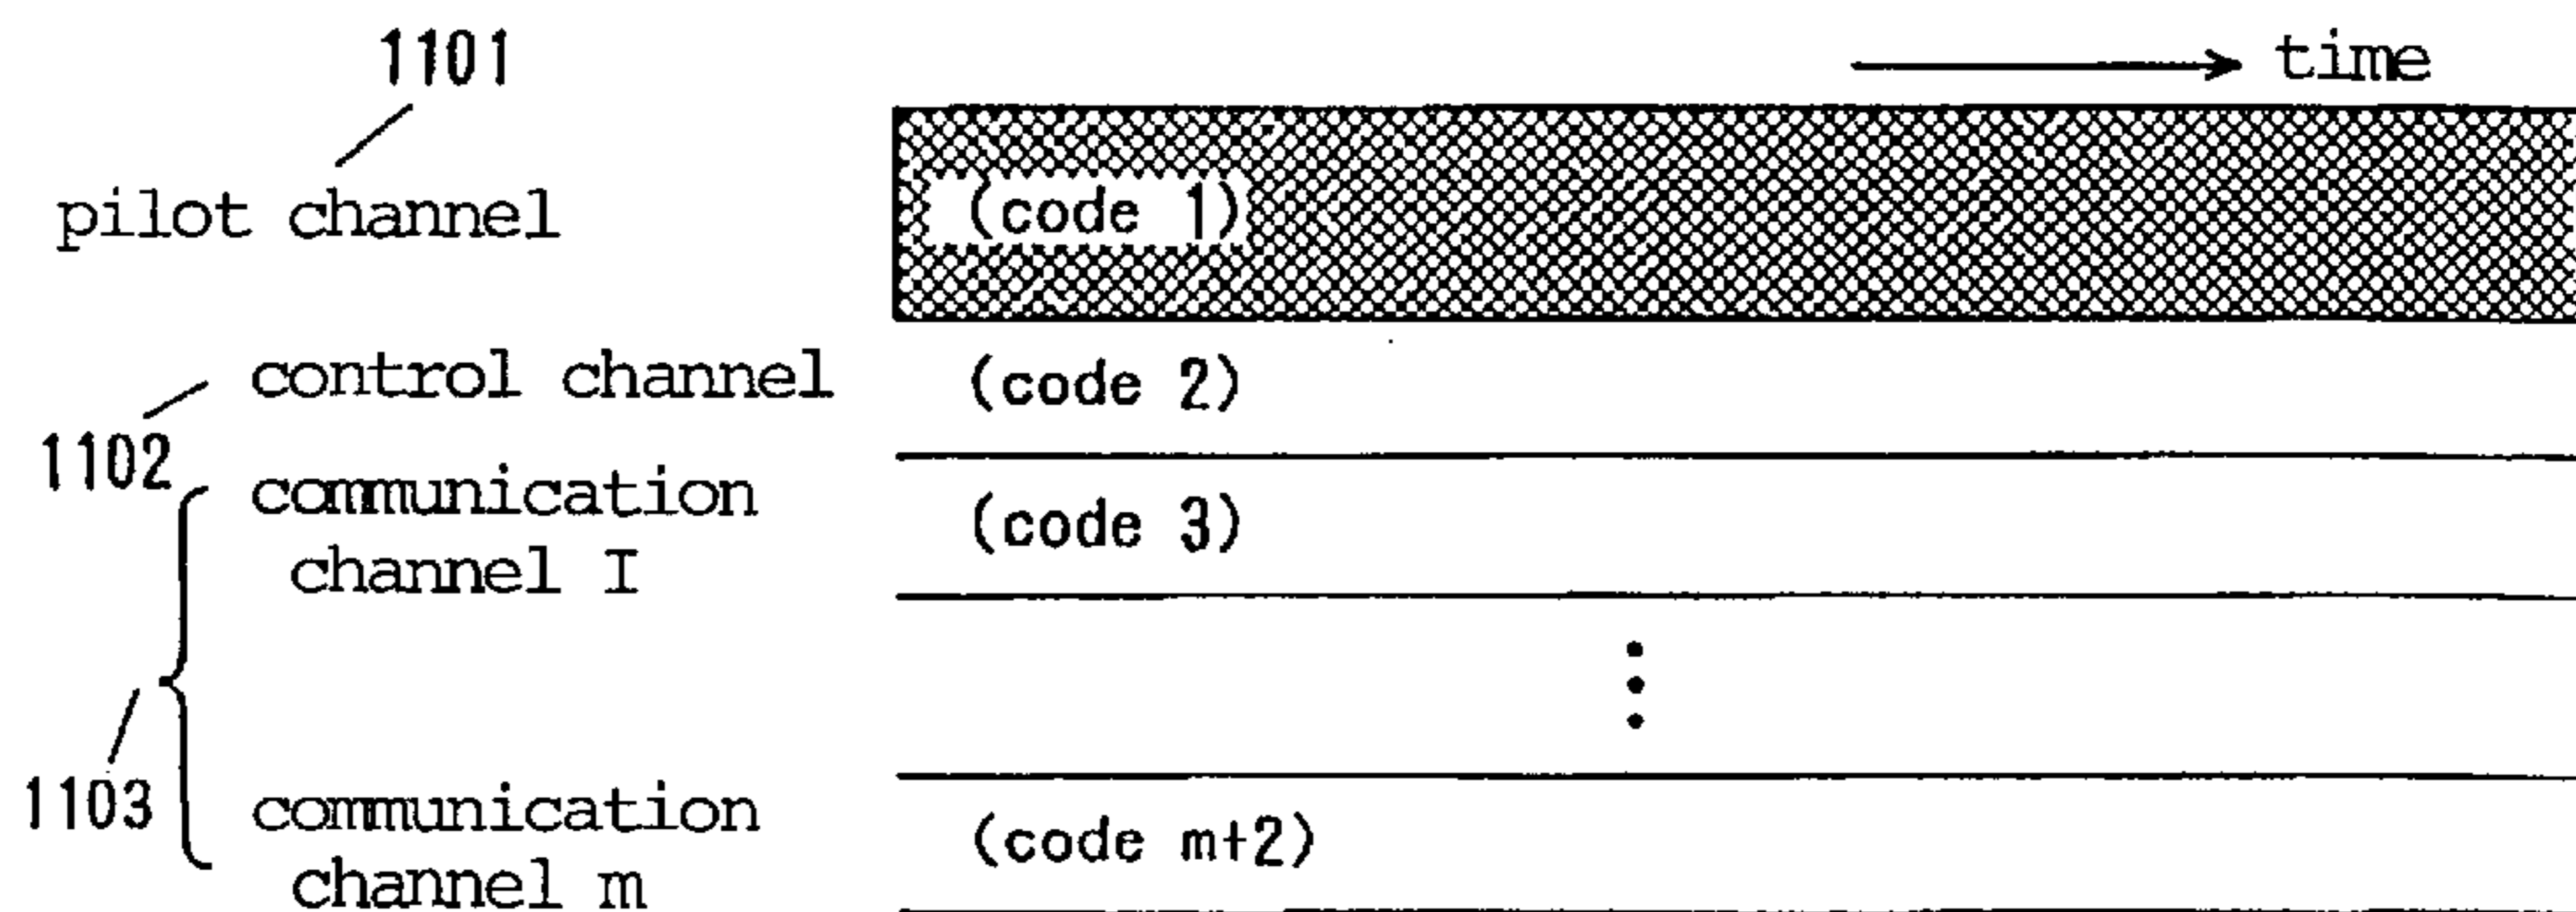 1101
time
pilot channel
(code 1)
control channel
(code 2)
1102
communication
channel I
(code 3)
1103
communication
channel m
(code m+2)